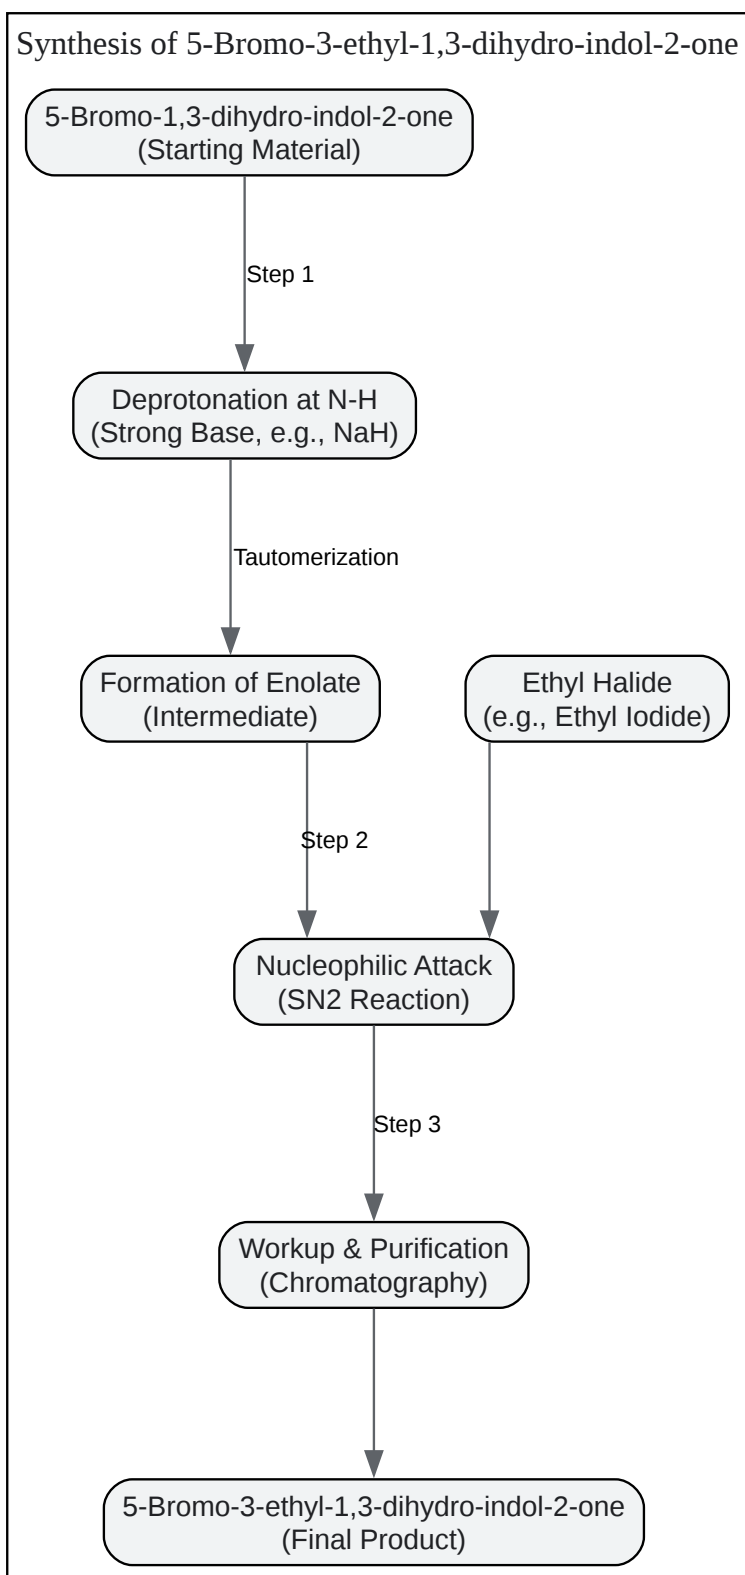 Synthesis of 5-Bromo-3-ethyl-1,3-dihydro-indol-2-one
5-Bromo-1,3-dihydro-indol-2-one
(Starting Material)
Step 1
Deprotonation at N-H
(Strong Base, e.g., NaH)
Tautomerization
Formation of Enolate
(Intermediate)
Ethyl Halide
(e.g., Ethyl Iodide)
Step 2
Nucleophilic Attack
(SN2 Reaction)
Step 3
Workup & Purification
(Chromatography)
5-Bromo-3-ethyl-1,3-dihydro-indol-2-one
(Final Product)